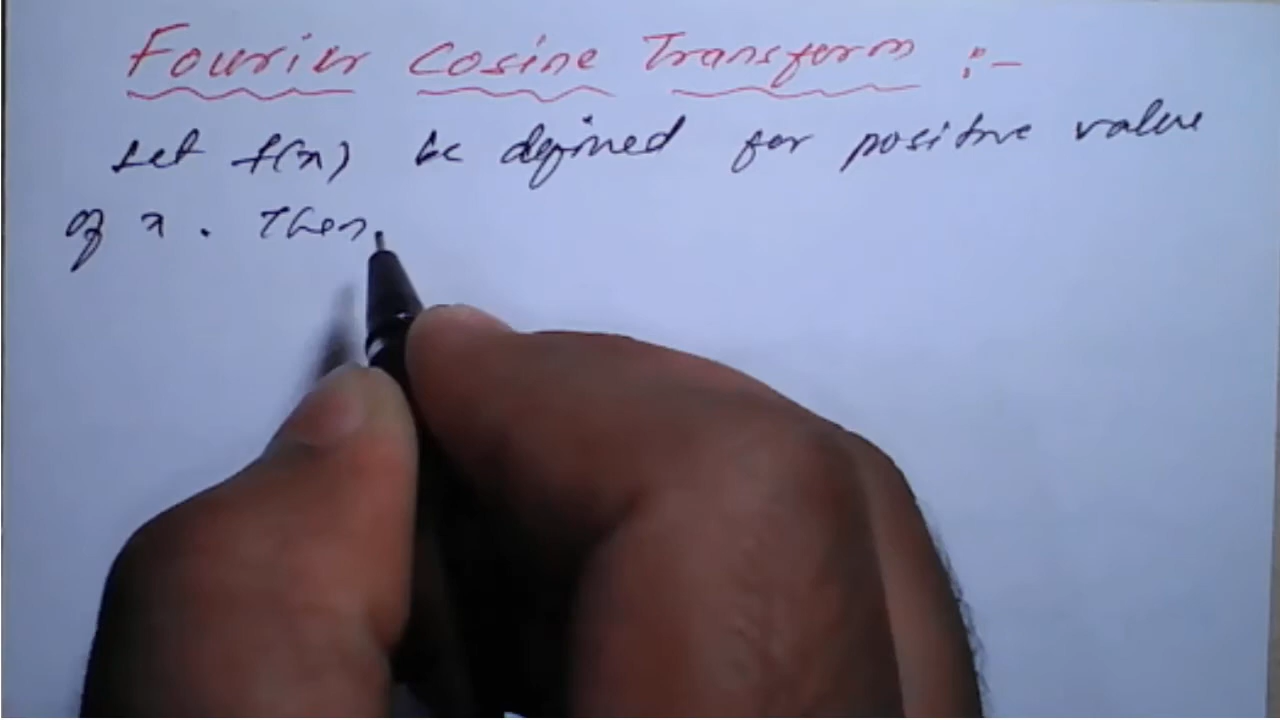 Fourier Cosine Transform :-
Let f(x) be defined for positive value
of x. Then